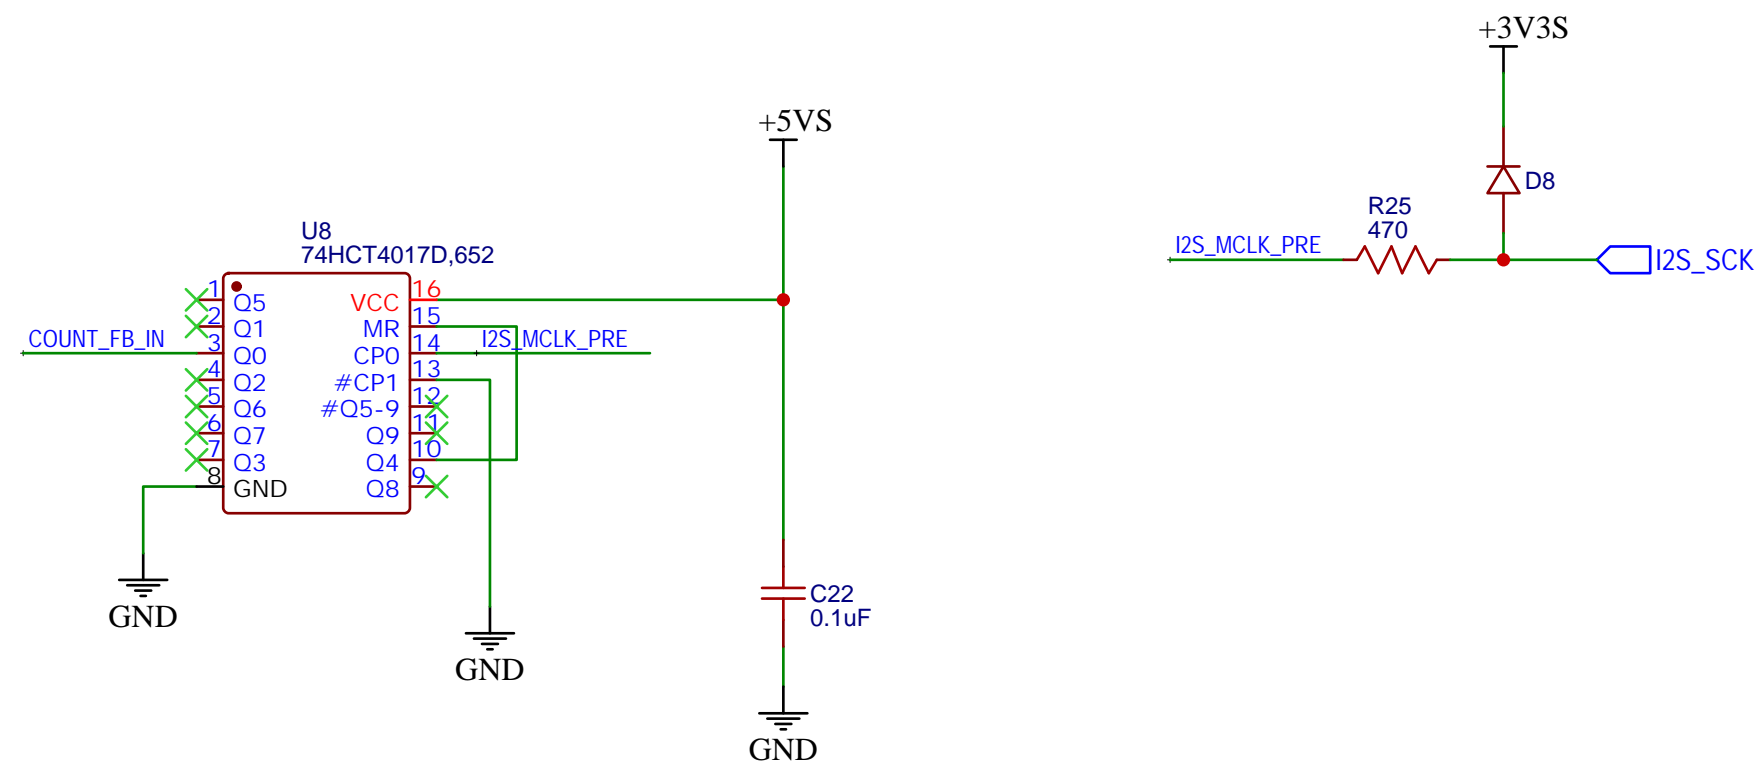 +3V3S
+5VS
D8
R25
470
I2S_MCLK_PRE
I2S_SCK
U8
74HCT4017D,652
1
Q5
VCC
16
2
Q1
MR
15
COUNT_FB_IN
3
Q0
CP0
14
I2S_MCLK_PRE
4
Q2
#CP1
13
5
Q6
#Q5-9
12
6
Q7
Q9
11
7
Q3
Q4
10
8
GND
Q8
9
GND
GND
C22
0.1uF
GND